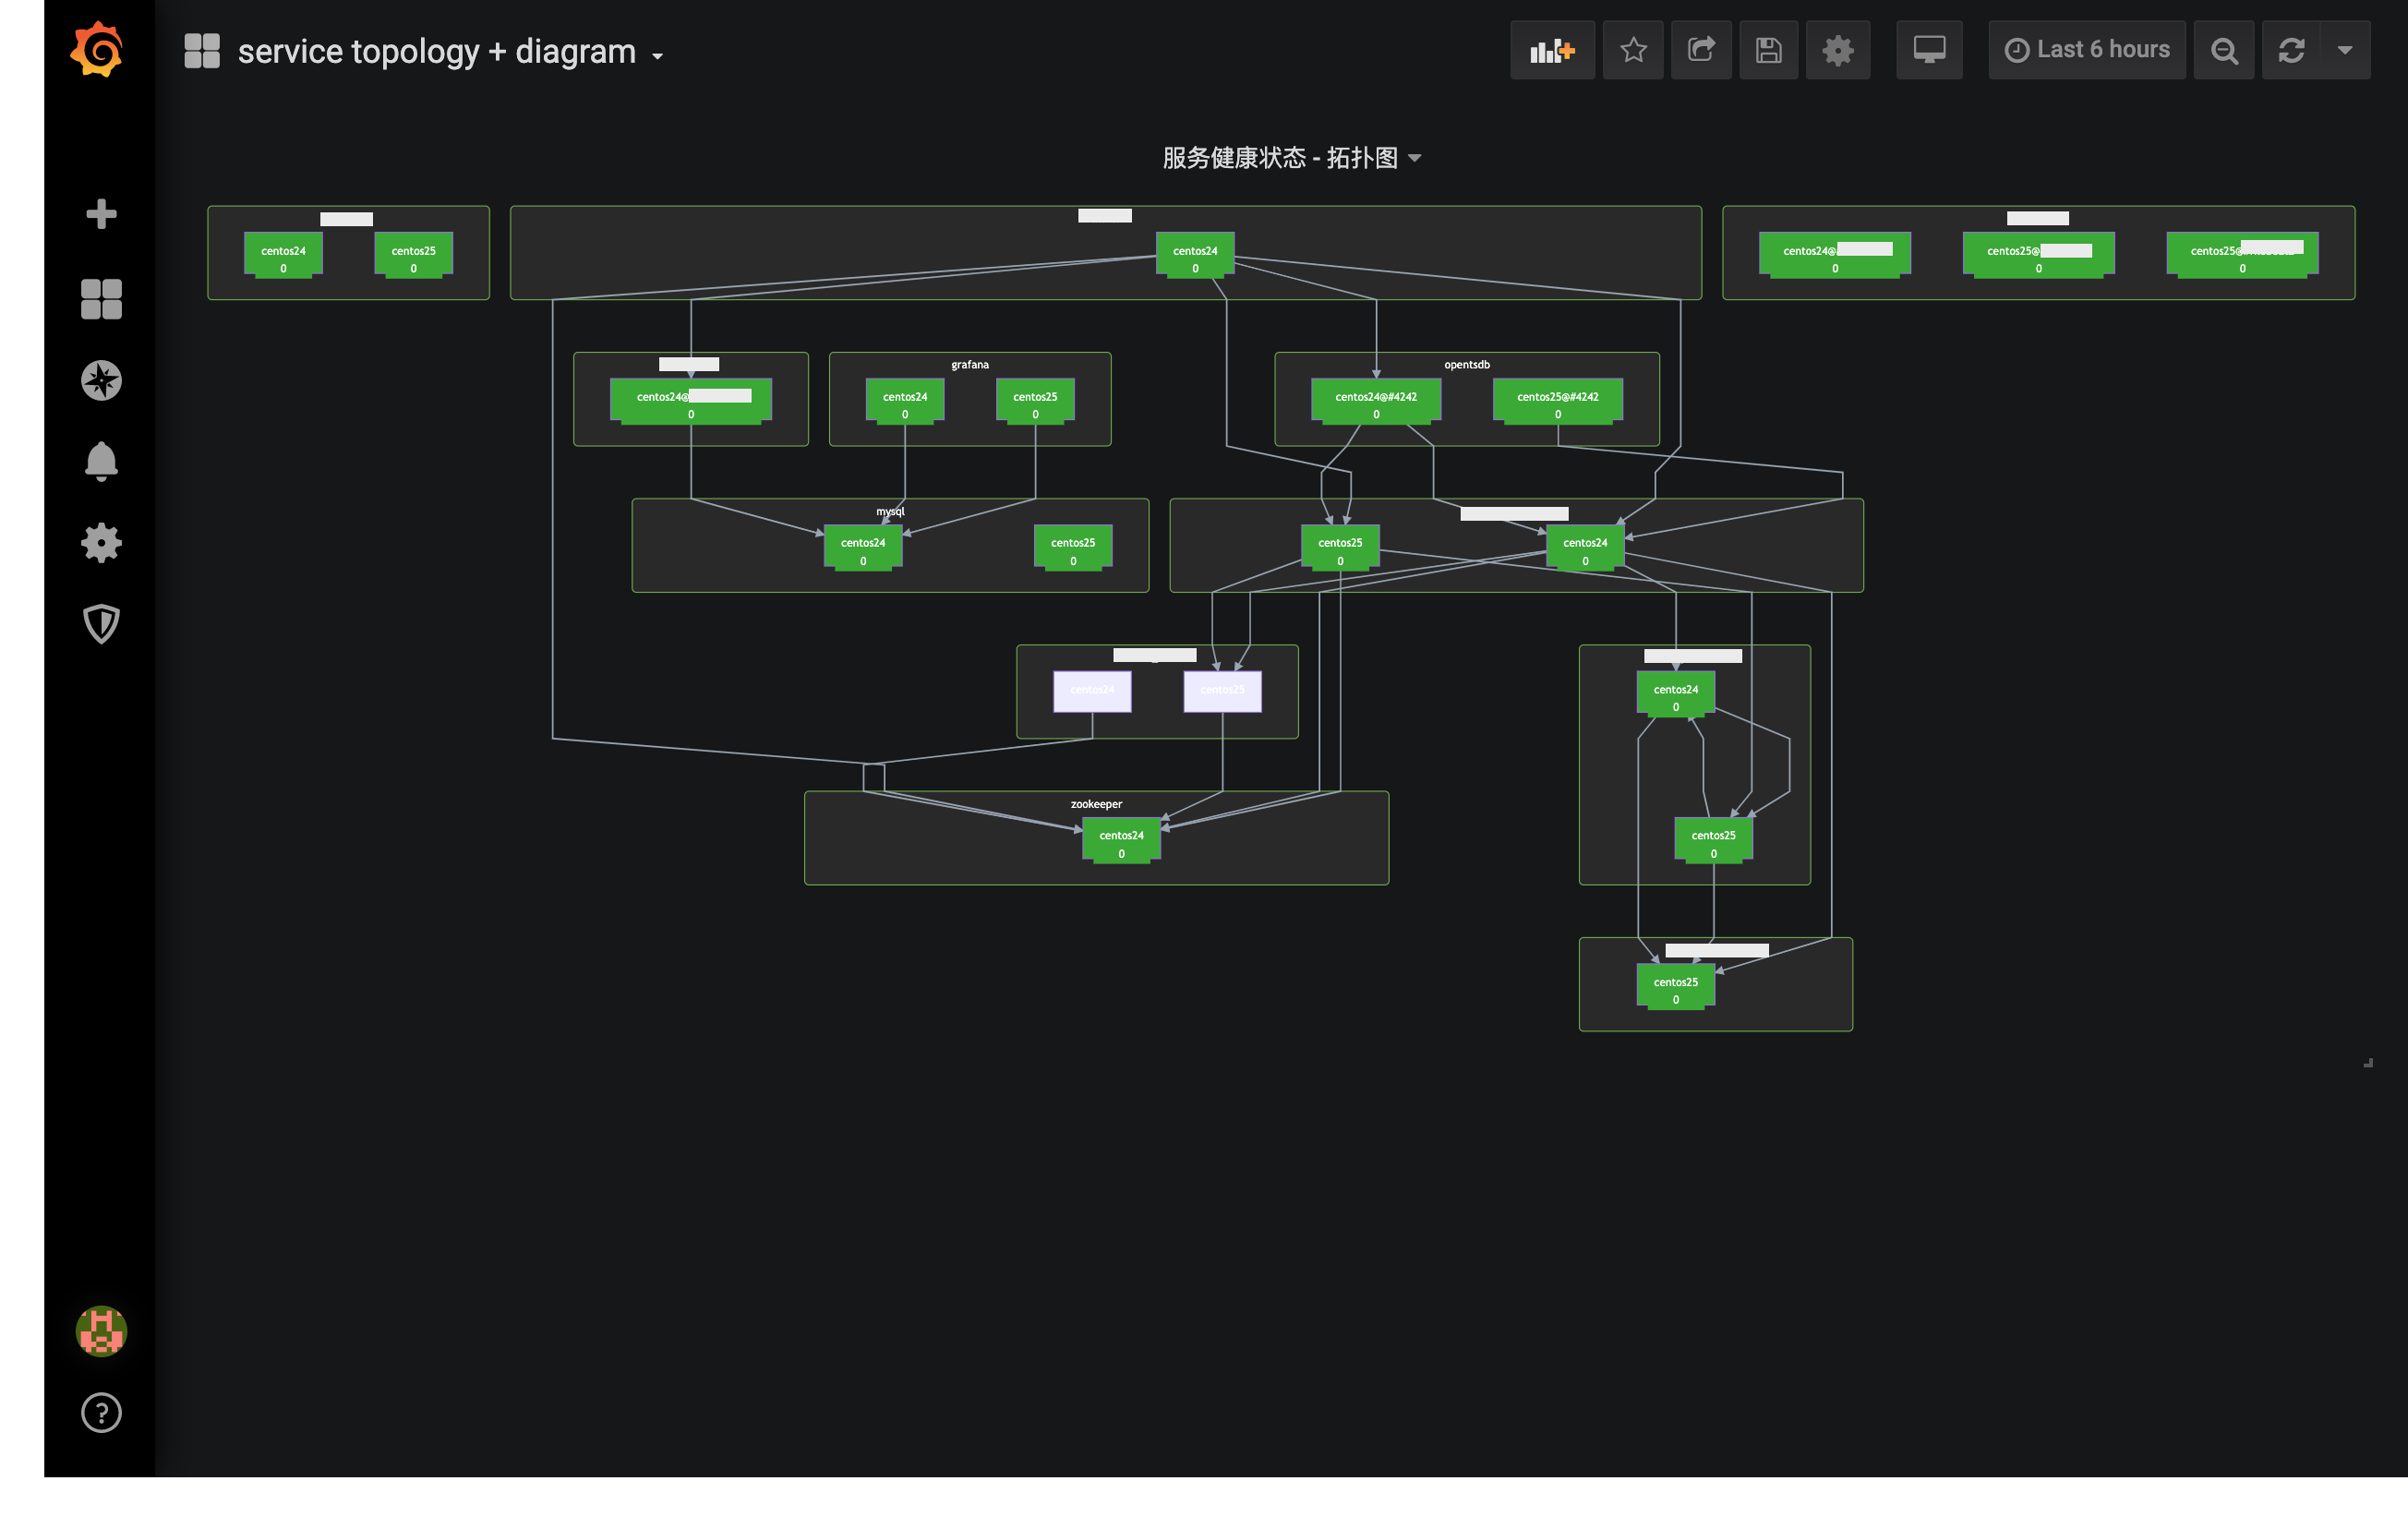 service topology + diagram
Last 6 hours
服务健康状态 - 拓扑图
centos24
0
centos25
0
centos24
0
centos24@
0
centos25@
0
centos25@
0
centos24@
0
grafana
centos24
0
centos25
0
opentsdb
centos24@#4242
0
centos25@#4242
0
mysql
centos24
0
centos25
0
centos25
0
centos24
0
centos24
centos25
centos24
0
zookeeper
centos24
0
centos25
0
centos25
0